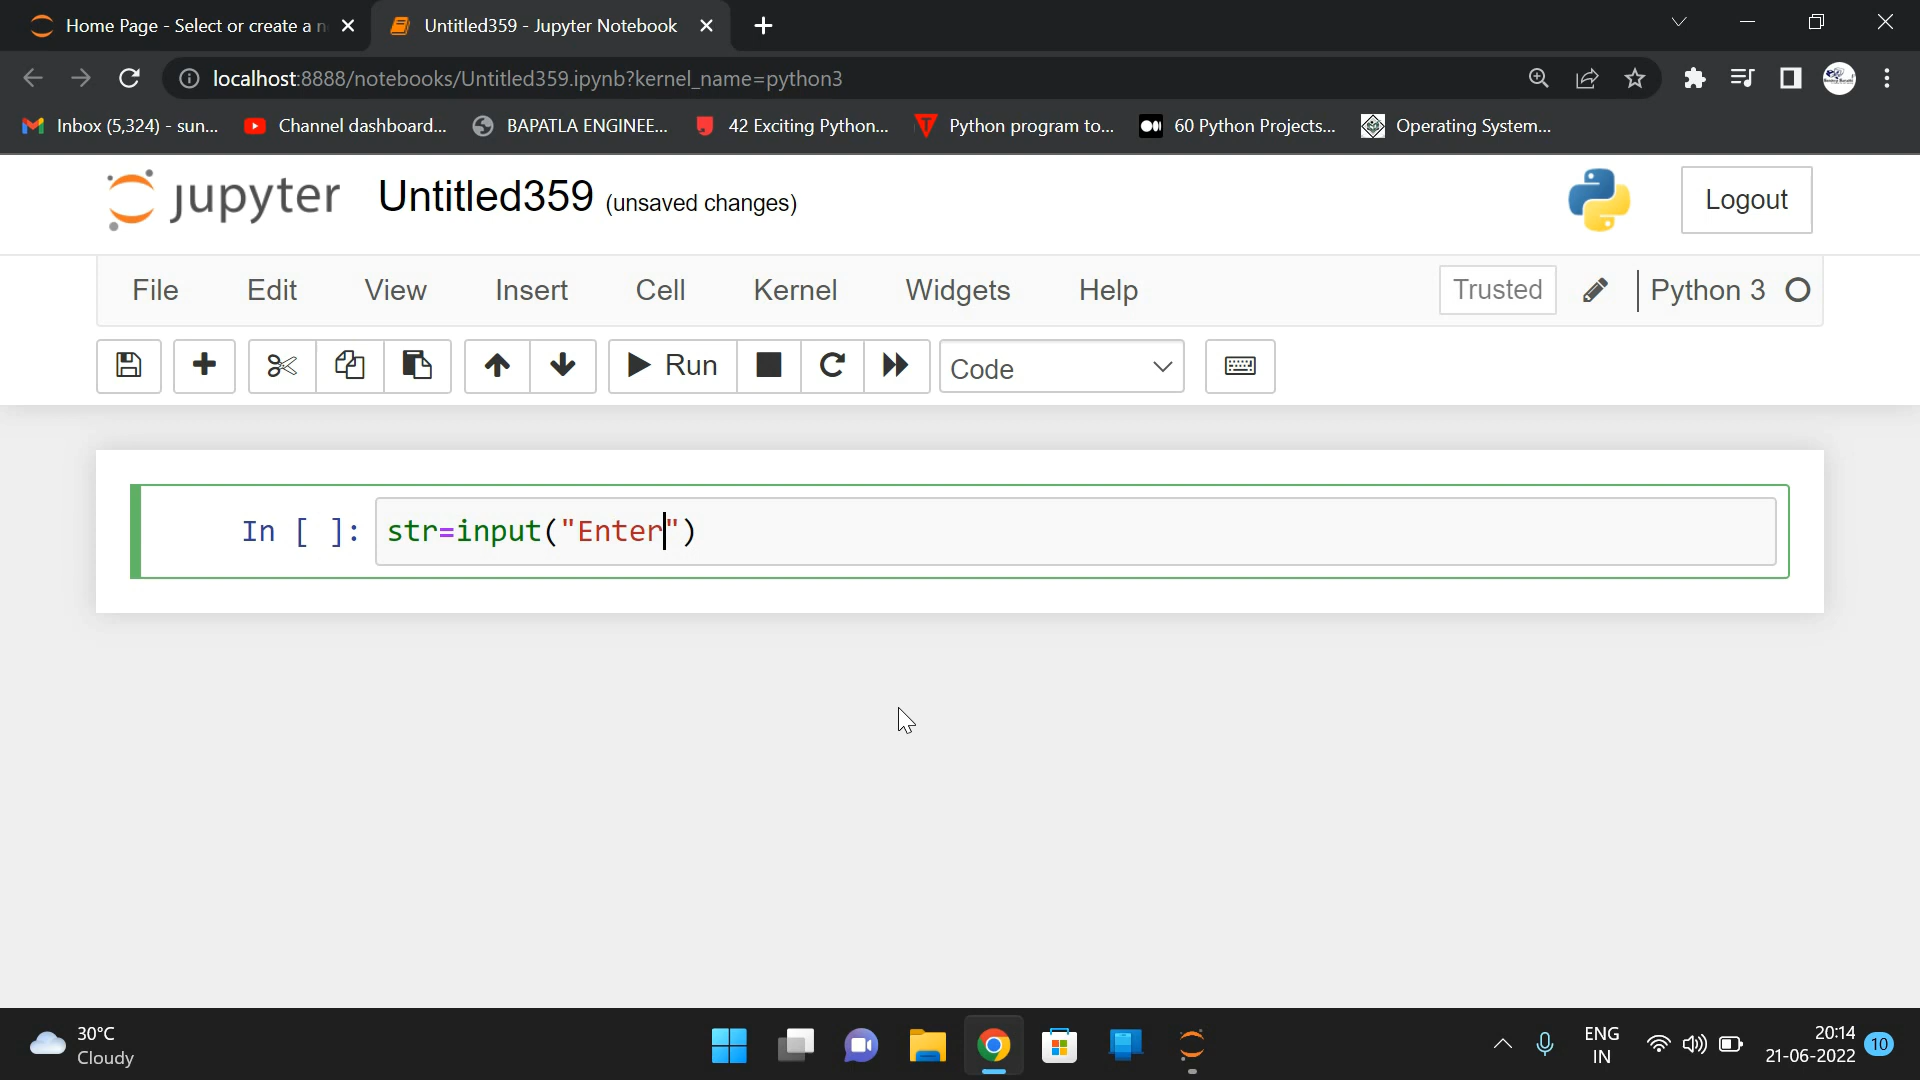 Home Page - Select or create a n
Untitled359 - Jupyter Notebook
localhost:8888/notebooks/Untitled359.ipynb?kernel_name=python3
Inbox (5,324) - sun...
Channel dashboard...
BAPATLA ENGINEE...
42 Exciting Python...
Python program to...
60 Python Projects...
Operating System...
jupyter Untitled359 (unsaved changes)
Logout
File Edit View Insert Cell Kernel Widgets Help
Trusted
Python 3
Run
Code
In [ ]: str=input("Enter")
30°C
Cloudy
ENG
IN
20:14
21-06-2022
10